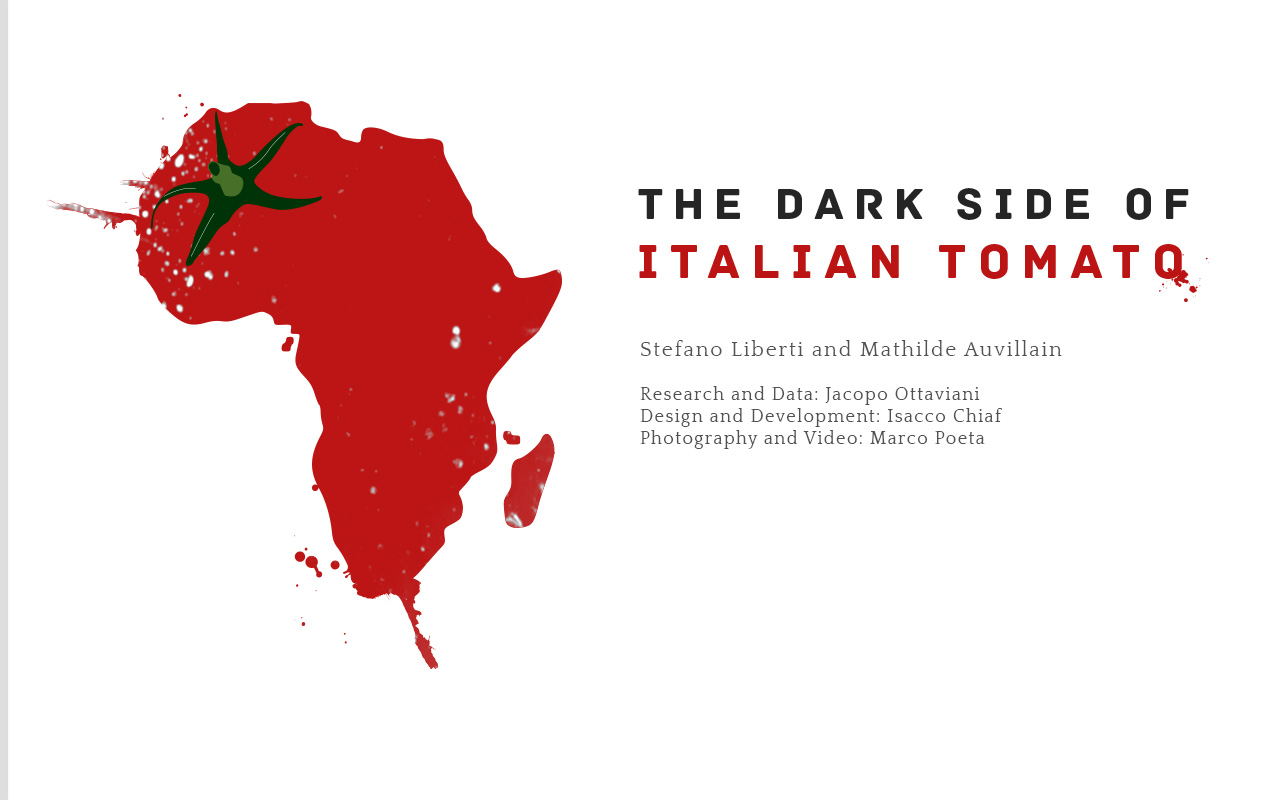 THE DARK SIDE OF
ITALIAN TOMATO
Stefano Liberti and Mathilde Auvillain
Research and Data: Jacopo Ottaviani
Design and Development: Isacco Chiaf
Photography and Video: Marco Poeta